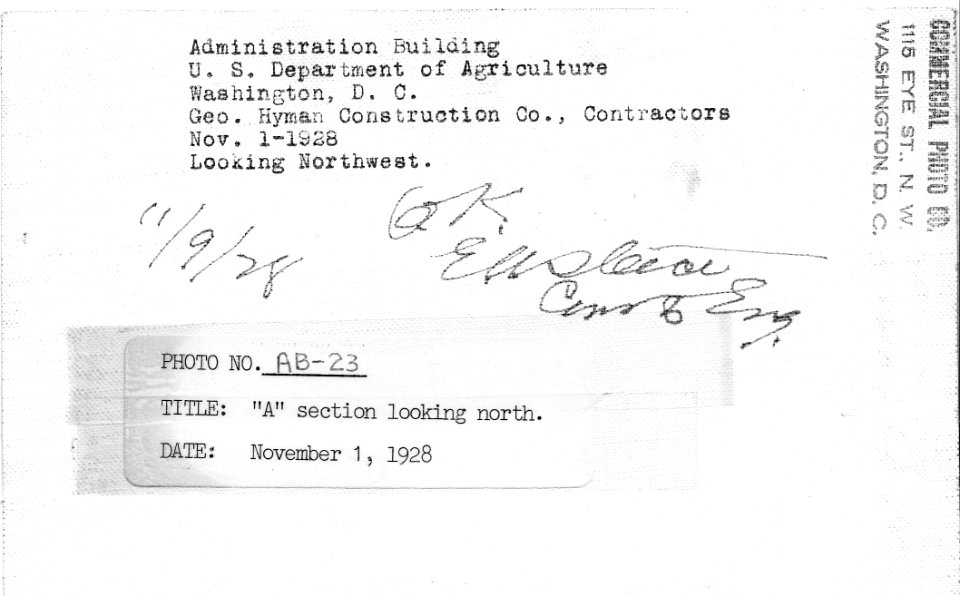 Administration Building
U. S. Department of Agriculture
Washington, D. C.
Geo. Hyman Construction Co., Contractors
Nov. 1-1928
Looking Northwest.
COMMERCIAL PHOTO CO.
1115 EYE ST., N. W.
WASHINGTON, D. C.
11/9/28
O K.
Eng.
PHOTO NO. AB-23
TITLE: "A" section looking north.
DATE: November 1, 1928